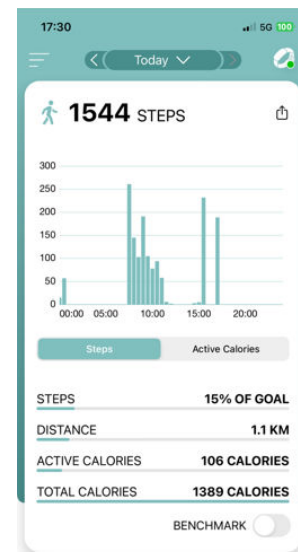 17:30 5G 100
Today
1544 STEPS
300
250
200
150
100
50
0
00:00 05:00 10:00 15:00 20:00
Steps Active Calories
STEPS 15% OF GOAL
DISTANCE 1.1 KM
ACTIVE CALORIES 106 CALORIES
TOTAL CALORIES 1389 CALORIES
BENCHMARK